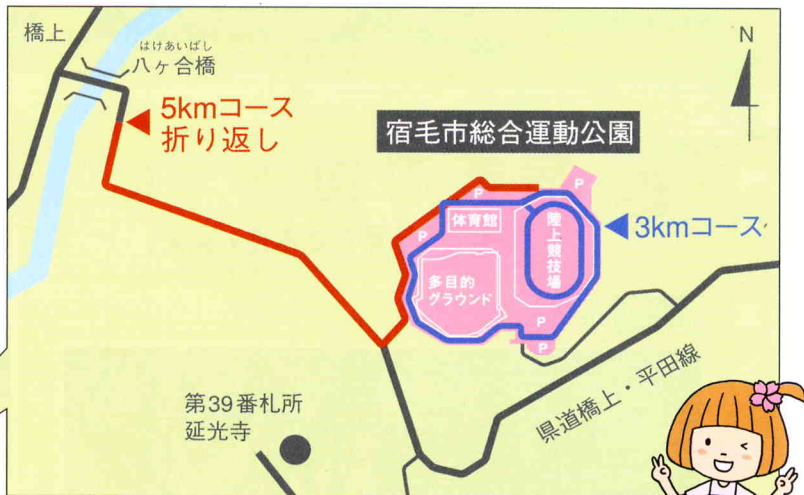 橋上
はけあいばし
八ヶ合橋
5kmコース
折り返し
宿毛市総合運動公園
N
P
P
体育館
陸上競技場
3kmコース
多目的
グラウンド
P
P
第39番札所
延光寺
県道橋上・平田線